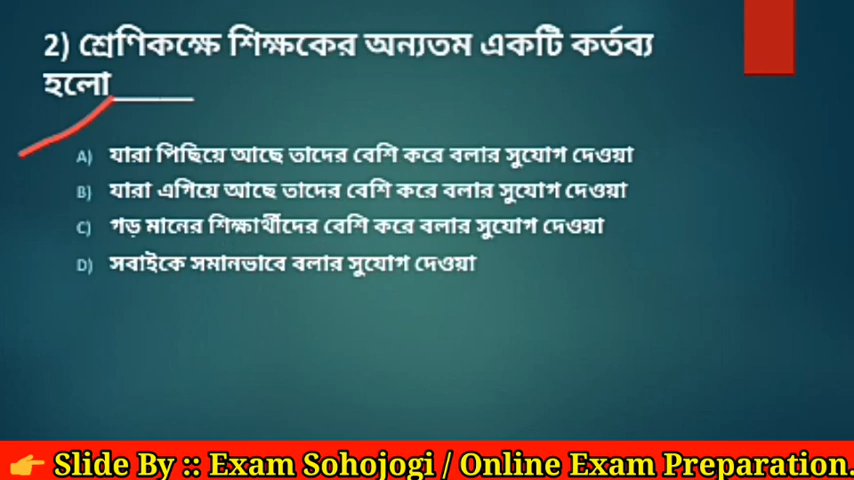 2) শ্রেণিকক্ষে শিক্ষকের অন্যতম একটি কর্তব্য
হলো______
A) যারা পিছিয়ে আছে তাদের বেশি করে বলার সুযোগ দেওয়া
B) যারা এগিয়ে আছে তাদের বেশি করে বলার সুযোগ দেওয়া
C) গড় মানের শিক্ষার্থীদের বেশি করে বলার সুযোগ দেওয়া
D) সবাইকে সমানভাবে বলার সুযোগ দেওয়া
👉 Slide By :: Exam Sohojogi / Online Exam Preparation.